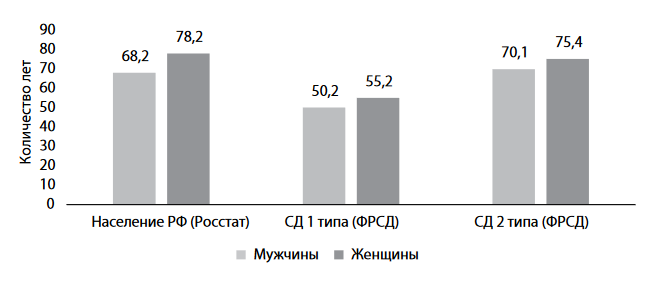 Количество лет
90
80
70
60
50
40
30
20
10
0
68,2
78,2
50,2
55,2
70,1
75,4
Население РФ (Росстат)
СД 1 типа (ФРСД)
СД 2 типа (ФРСД)
Мужчины
Женщины